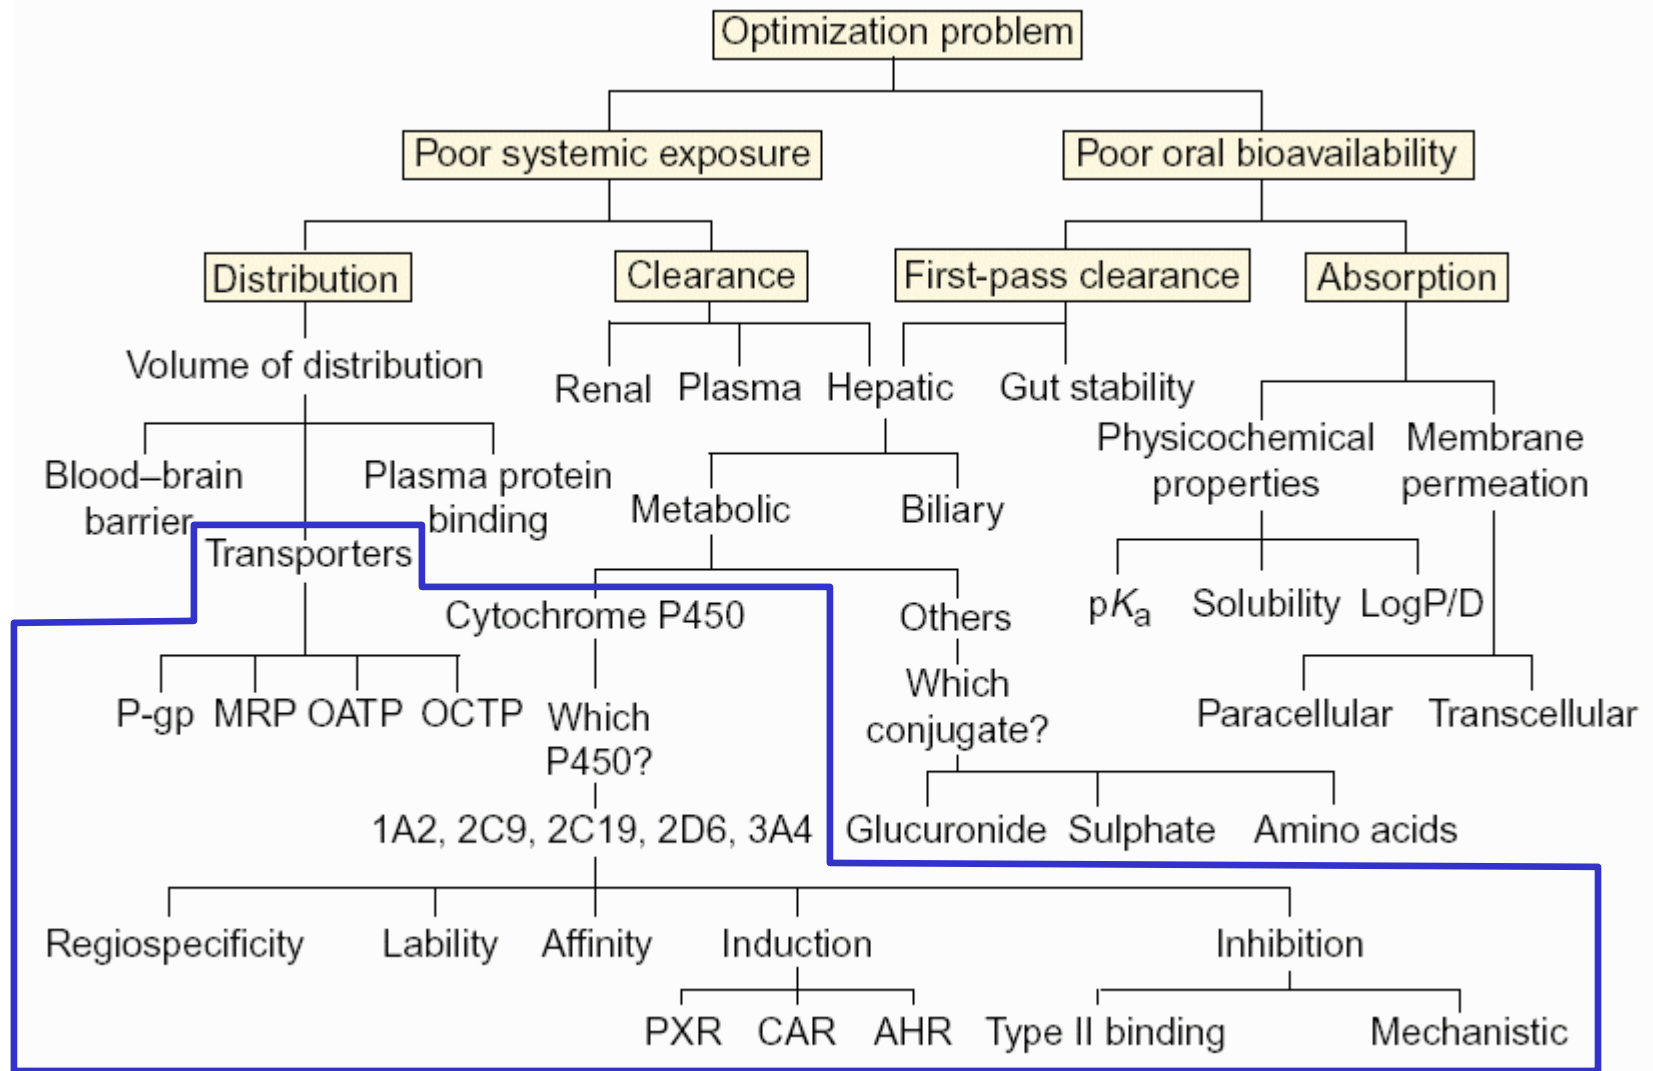 Optimization problem
Poor systemic exposure
Poor oral bioavailability
Distribution
Clearance
First-pass clearance
Absorption
Volume of distribution
Renal
Plasma
Hepatic
Gut stability
Blood–brain
barrier
Plasma protein
binding
Metabolic
Biliary
Physicochemical
properties
Membrane
permeation
Transporters
Cytochrome P450
Others
pKa
Solubility
LogP/D
P-gp
MRP
OATP
OCTP
Which
P450?
Which
conjugate?
Paracellular
Transcellular
1A2, 2C9, 2C19, 2D6, 3A4
Glucuronide
Sulphate
Amino acids
Regiospecificity
Lability
Affinity
Induction
Inhibition
PXR
CAR
AHR
Type II binding
Mechanistic